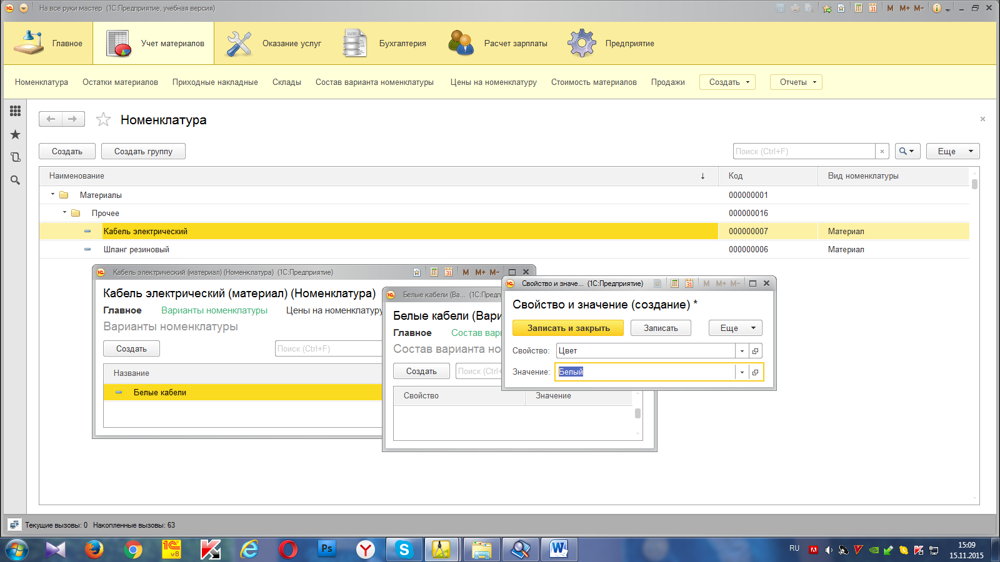 На все руки мастер (1С:Предприятие, учебная версия)
M M+ M-
Главное
Учет материалов
Оказание услуг
Бухгалтерия
Расчет зарплаты
Предприятие
Номенклатура Остатки материалов Приходные накладные Склады Состав варианта номенклатуры Цены на номенклатуру Стоимость материалов Продажи Создать Отчеты
Номенклатура
Создать Создать группу Поиск (Ctrl+F) Еще
Наименование Код Вид номенклатуры
Материалы 000000001
Прочее 000000016
Кабель электрический 000000007 Материал
Шланг резиновый 000000006 Материал
Кабель электрический (материал) (Номенклатура) (1С:Предприятие) 31 M M+ M-
Кабель электрический (материал) (Номенклатура)
Главное Варианты номенклатуры Цены на номенклатуру
Варианты номенклатуры
Создать Поиск (Ctrl+F)
Название
Белые кабели
Белые кабели (Ва... (1С:Предп
Белые кабели (Вари
Главное Состав вари
Состав варианта но
Создать Поиск (Ctrl+
Свойство Значение
Свойство и значе... (1С:Предприятие) 31 M M+ M-
Свойство и значение (создание) *
Записать и закрыть Записать Еще
Свойство: Цвет
Значение: Белый
Текущие вызовы: 0 Накопленные вызовы: 63
RU
15:09
15.11.2015